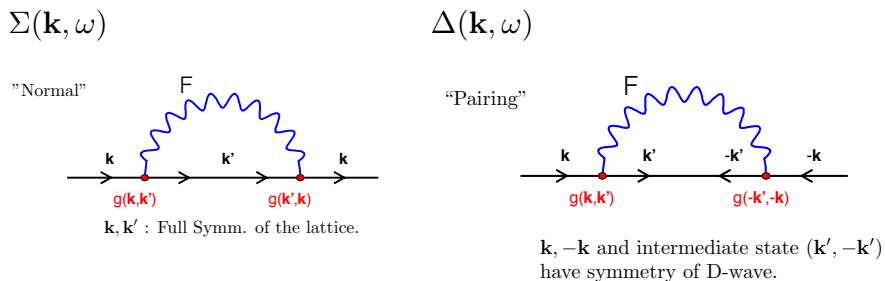 Σ(k, ω)
"Normal"
F
k
k'
k
g(k,k')
g(k',k)
k, k′ : Full Symm. of the lattice.
Δ(k, ω)
“Pairing”
F
k
k'
-k'
-k
g(k,k')
g(-k',-k)
k, −k and intermediate state (k′, −k′)
have symmetry of D-wave.